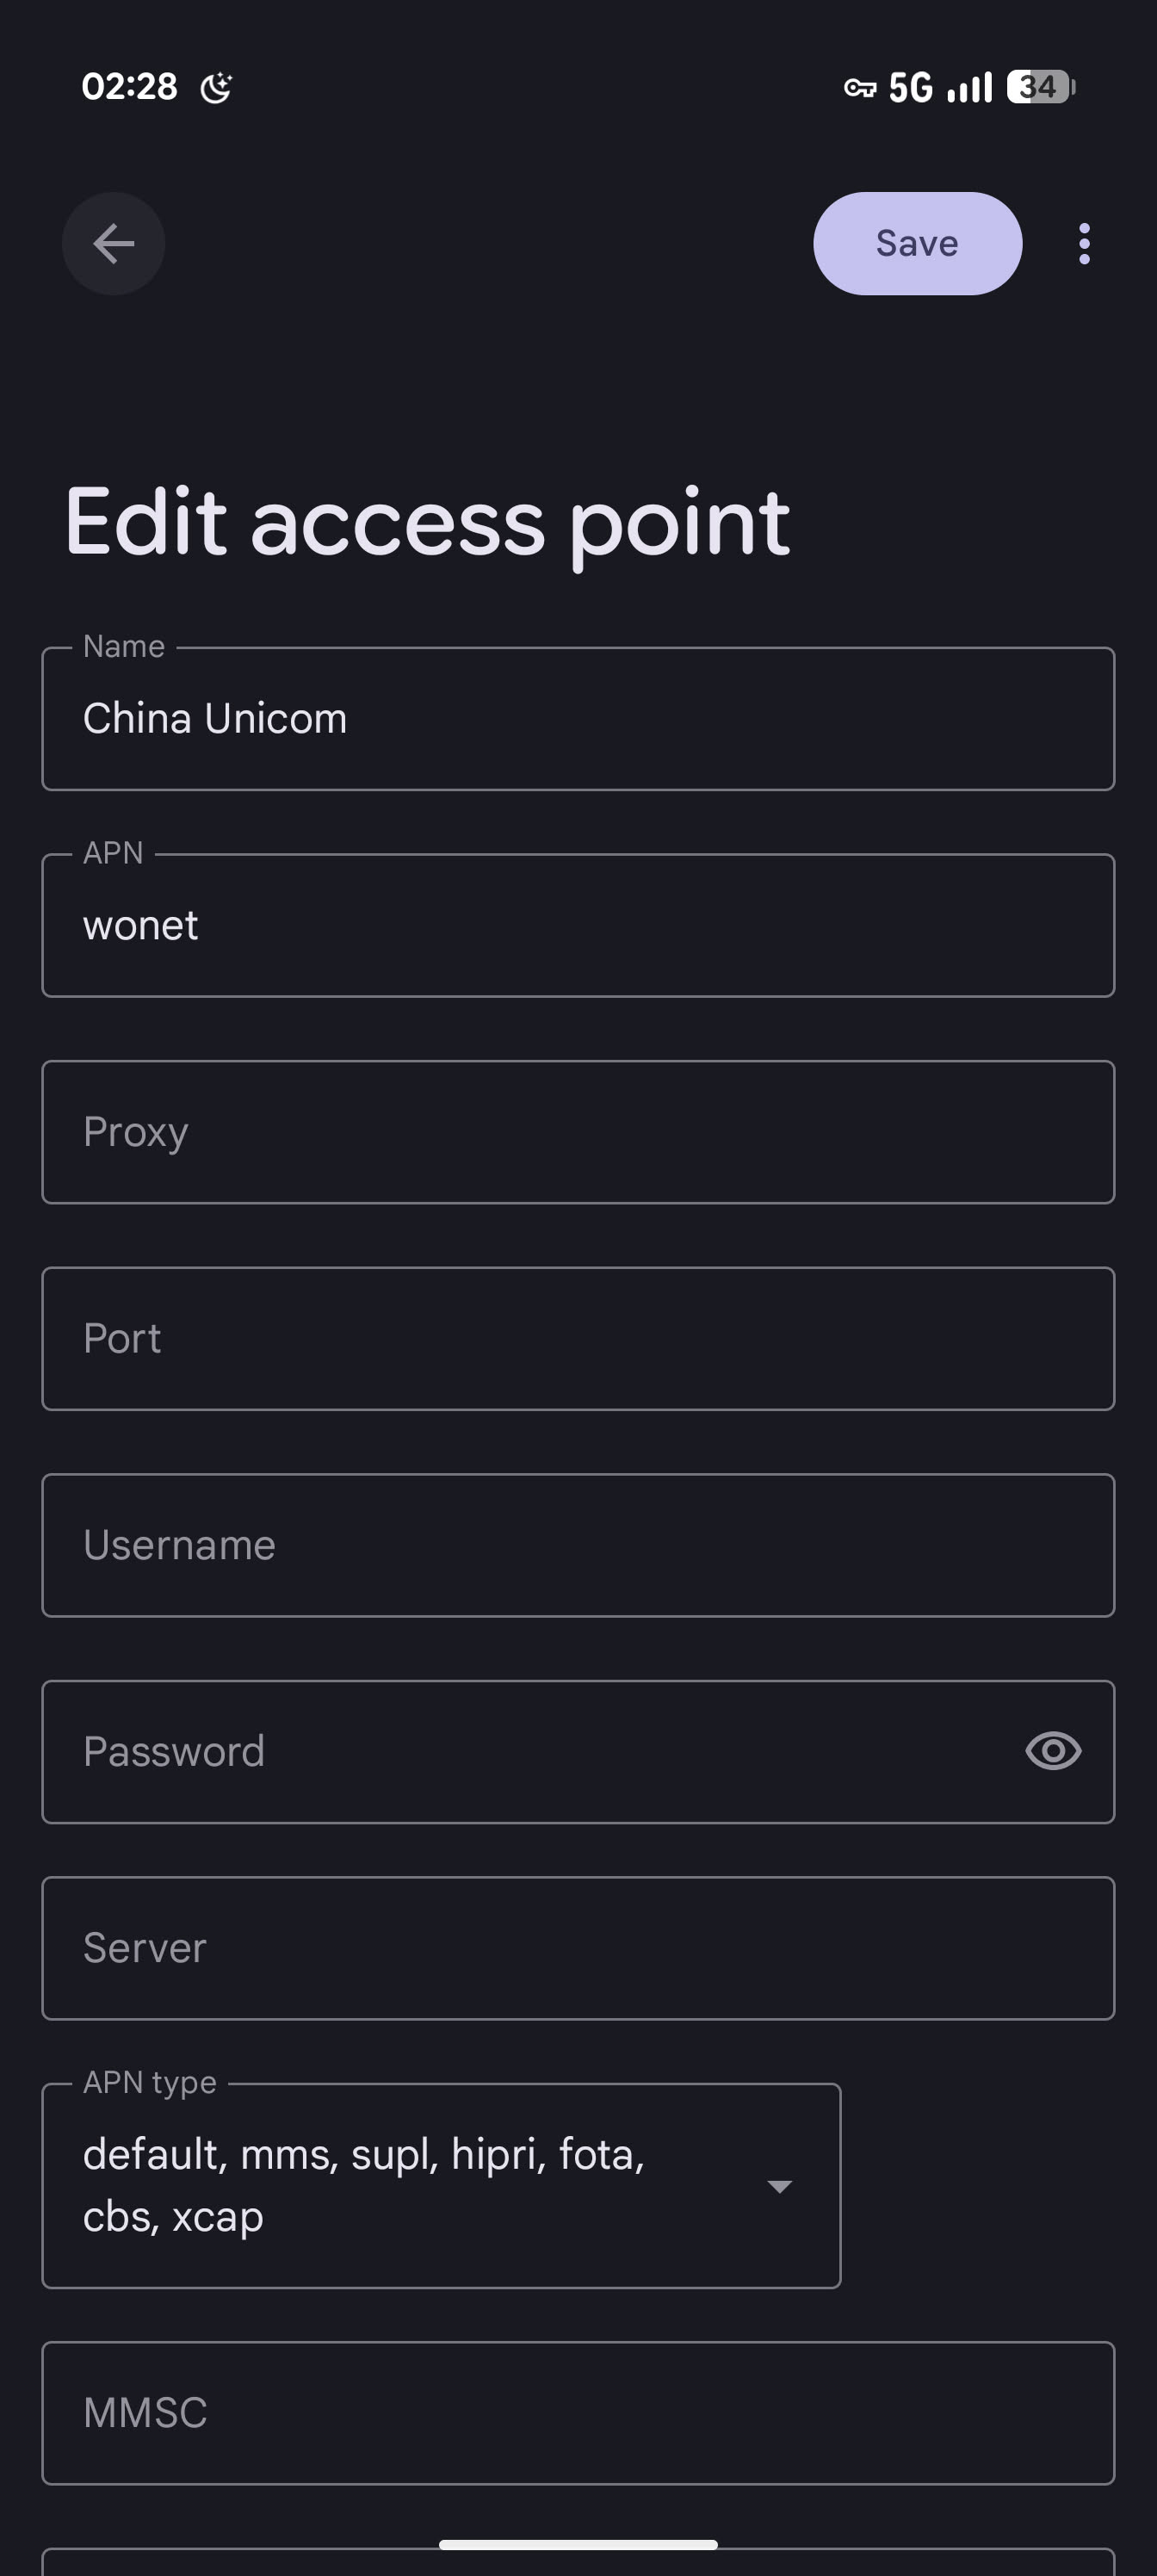 02:28
5G
34
Save
Edit access point
Name
China Unicom
APN
wonet
Proxy
Port
Username
Password
Server
APN type
default, mms, supl, hipri, fota,
cbs, xcap
MMSC